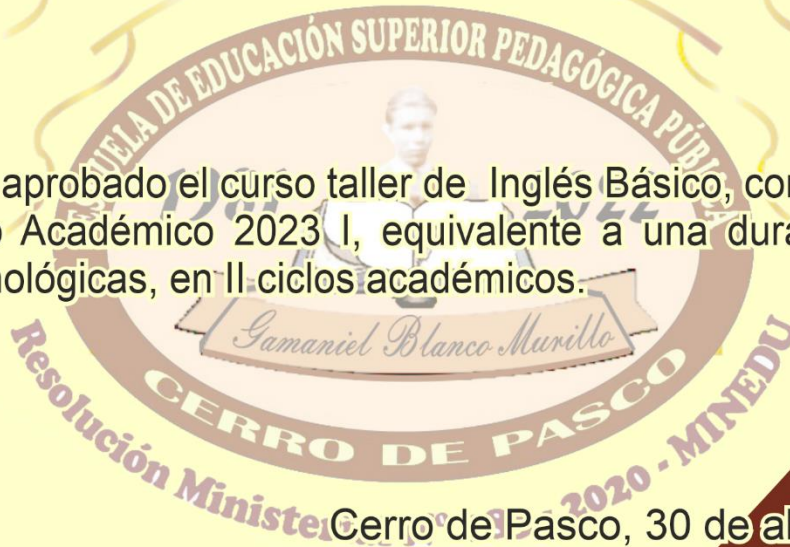 ESCUELA DE EDUCACIÓN SUPERIOR PEDAGÓGICA PÚBLICA
aprobado el curso taller de Inglés Básico, con
Académico 2023 I, equivalente a una dura
nológicas, en II ciclos académicos.
Gamaniel Blanco Murillo
CERRO DE PASCO
Resolución 2020 - MINEDU
Cerro de Pasco, 30 de a